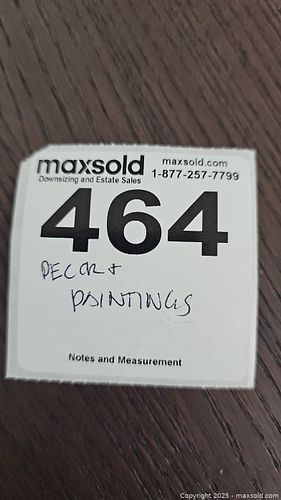 maxsold
maxsold.com
Downsizing and Estate Sales
1-877-257-7799
464
DECOR +
PAINTINGS
Notes and Measurement
Copyright © 2025 - maxsold.com